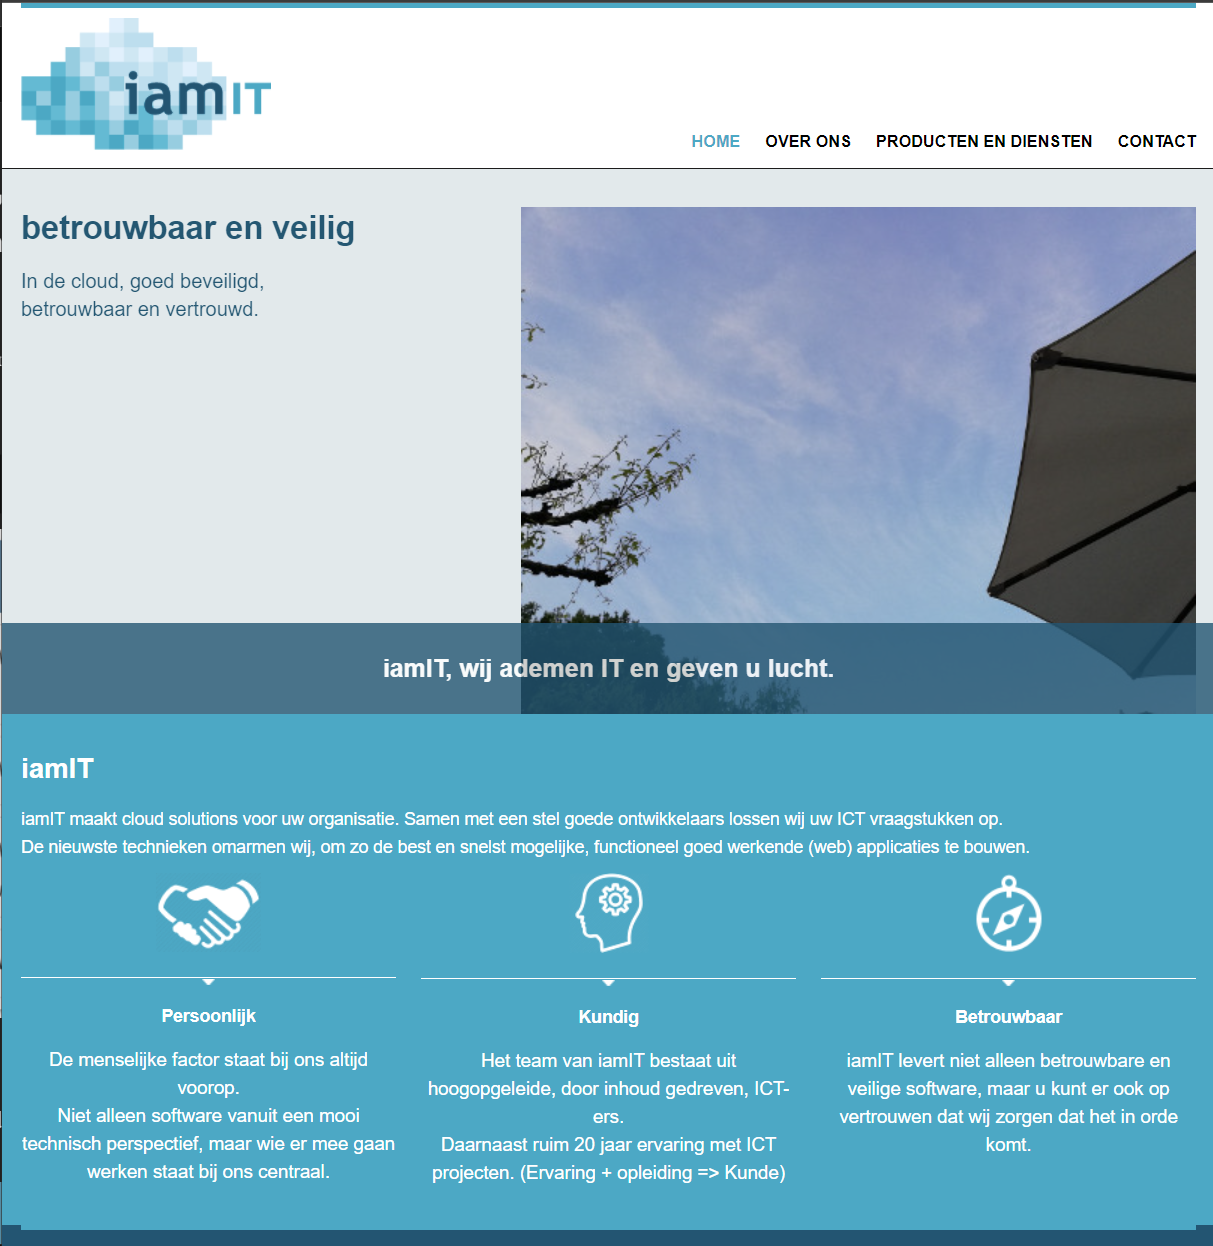 iam IT
HOME OVER ONS PRODUCTEN EN DIENSTEN CONTACT
betrouwbaar en veilig
In de cloud, goed beveiligd,
betrouwbaar en vertrouwd.
iamIT, wij ademen IT en geven u lucht.
iamIT
iamIT maakt cloud solutions voor uw organisatie. Samen met een stel goede ontwikkelaars lossen wij uw ICT vraagstukken op.
De nieuwste technieken omarmen wij, om zo de best en snelst mogelijke, functioneel goed werkende (web) applicaties te bouwen.
Persoonlijk
De menselijke factor staat bij ons altijd
voorop.
Niet alleen software vanuit een mooi
technisch perspectief, maar wie er mee gaan
werken staat bij ons centraal.
Kundig
Het team van iamIT bestaat uit
hoogopgeleide, door inhoud gedreven, ICT-
ers.
Daarnaast ruim 20 jaar ervaring met ICT
projecten. (Ervaring + opleiding => Kunde)
Betrouwbaar
iamIT levert niet alleen betrouwbare en
veilige software, maar u kunt er ook op
vertrouwen dat wij zorgen dat het in orde
komt.